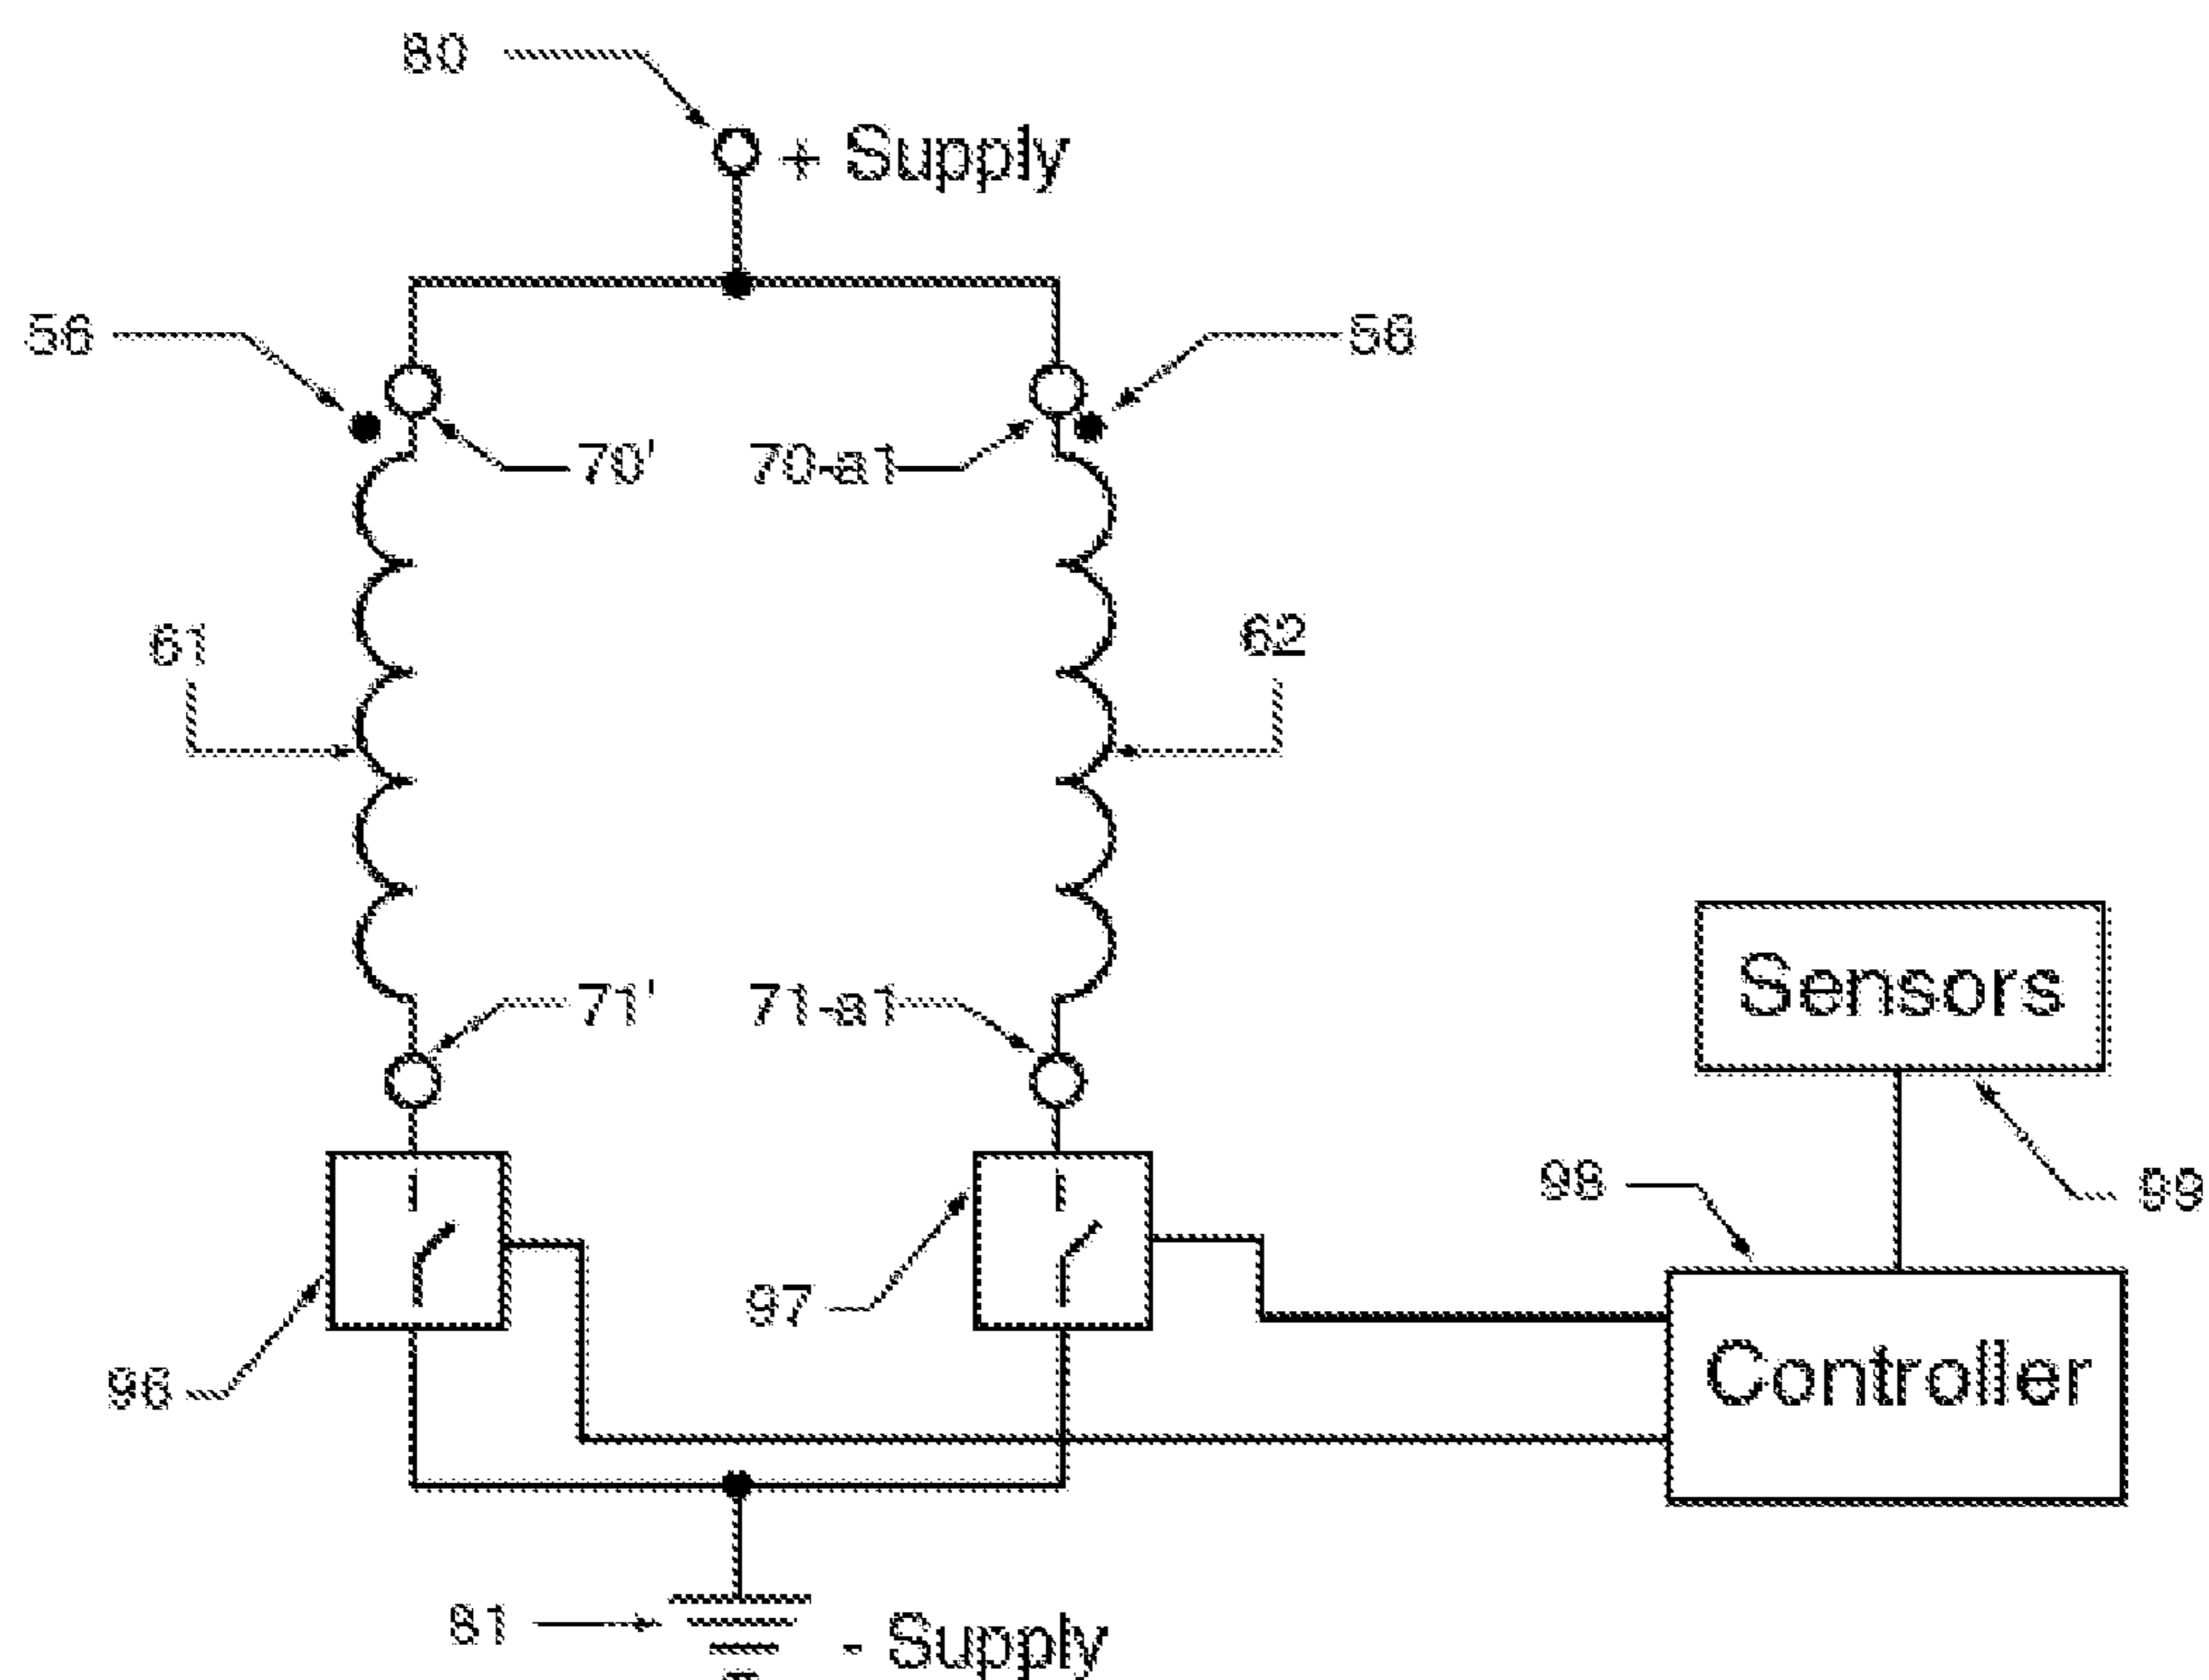 80
+ Supply
56
56
70'
70-a1
61
62
71'
71-a1
Sensors
98
99
97
96
Controller
81
- Supply